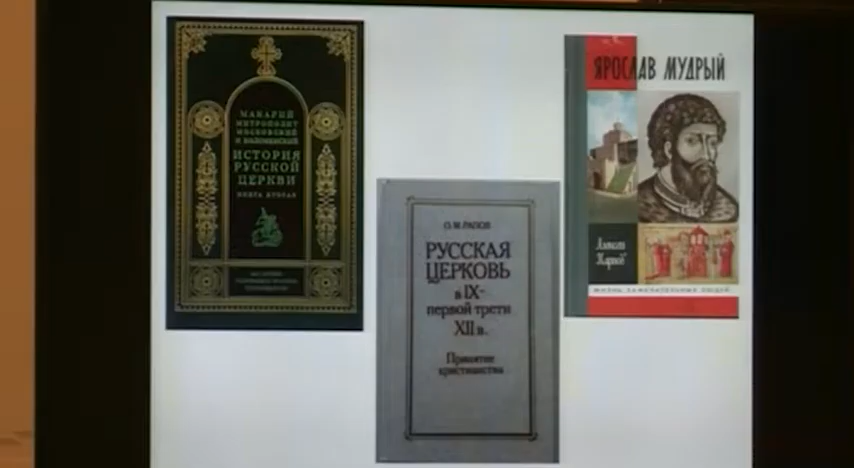 МАКАРИЙ
МИТРОПОЛИТ
МОСКОВСКИЙ
И КОЛОМЕНСКИЙ
ИСТОРИЯ
РУССКОЙ
ЦЕРКВИ
КНИГА ВТОРАЯ
О. М. РАПОВ
РУССКАЯ
ЦЕРКОВЬ
в IX–
первой трети
XII в.
Принятие
христианства
ЯРОСЛАВ МУДРЫЙ
Алексей
Карпов
ЖИЗНЬ ЗАМЕЧАТЕЛЬНЫХ ЛЮДЕЙ